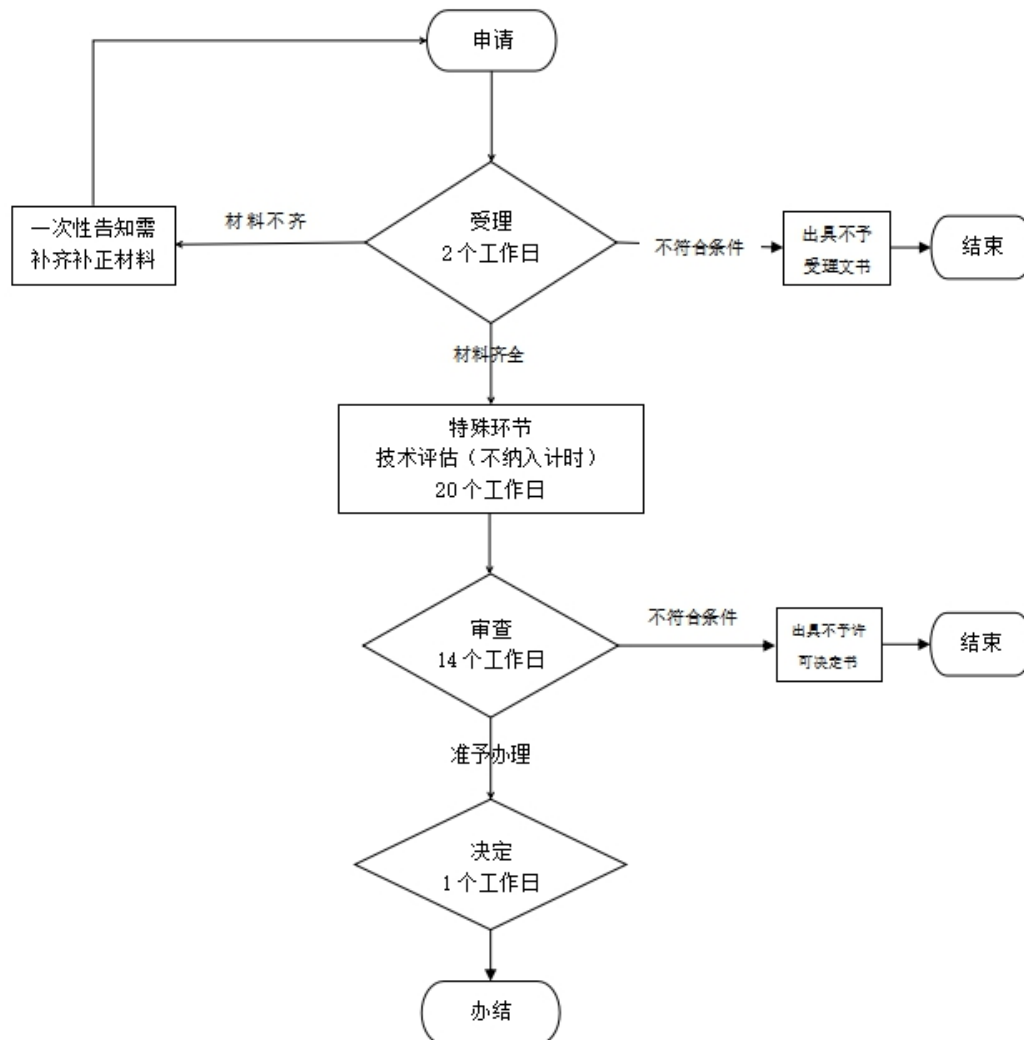 申请
受理
2个工作日
材料不齐
一次性告知需
补齐补正材料
不符合条件
出具不予
受理文书
结束
材料齐全
特殊环节
技术评估（不纳入计时）
20个工作日
审查
14个工作日
不符合条件
出具不予许
可决定书
结束
准予办理
决定
1个工作日
办结